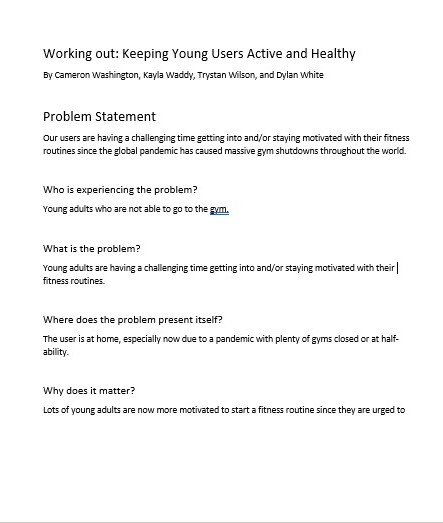 Working out: Keeping Young Users Active and Healthy
By Cameron Washington, Kayla Waddy, Trystan Wilson, and Dylan White
Problem Statement
Our users are having a challenging time getting into and/or staying motivated with their fitness
routines since the global pandemic has caused massive gym shutdowns throughout the world.
Who is experiencing the problem?
Young adults who are not able to go to the gym.
What is the problem?
Young adults are having a challenging time getting into and/or staying motivated with their
fitness routines.
Where does the problem present itself?
The user is at home, especially now due to a pandemic with plenty of gyms closed or at half-
ability.
Why does it matter?
Lots of young adults are now more motivated to start a fitness routine since they are urged to